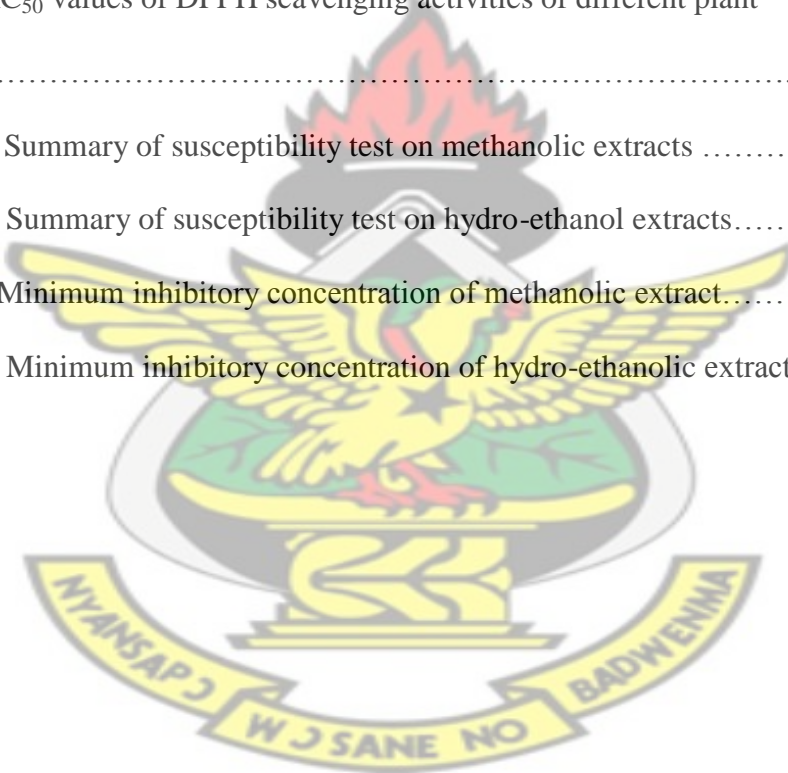 C50 values of DPPH scavenging activities of different plant
……………………………………………………………………….
Summary of susceptibility test on methanolic extracts ……..
Summary of susceptibility test on hydro-ethanol extracts…..
Minimum inhibitory concentration of methanolic extract……
Minimum inhibitory concentration of hydro-ethanolic extract
NYANSAPƆ WƆSANE NO BADWENMA